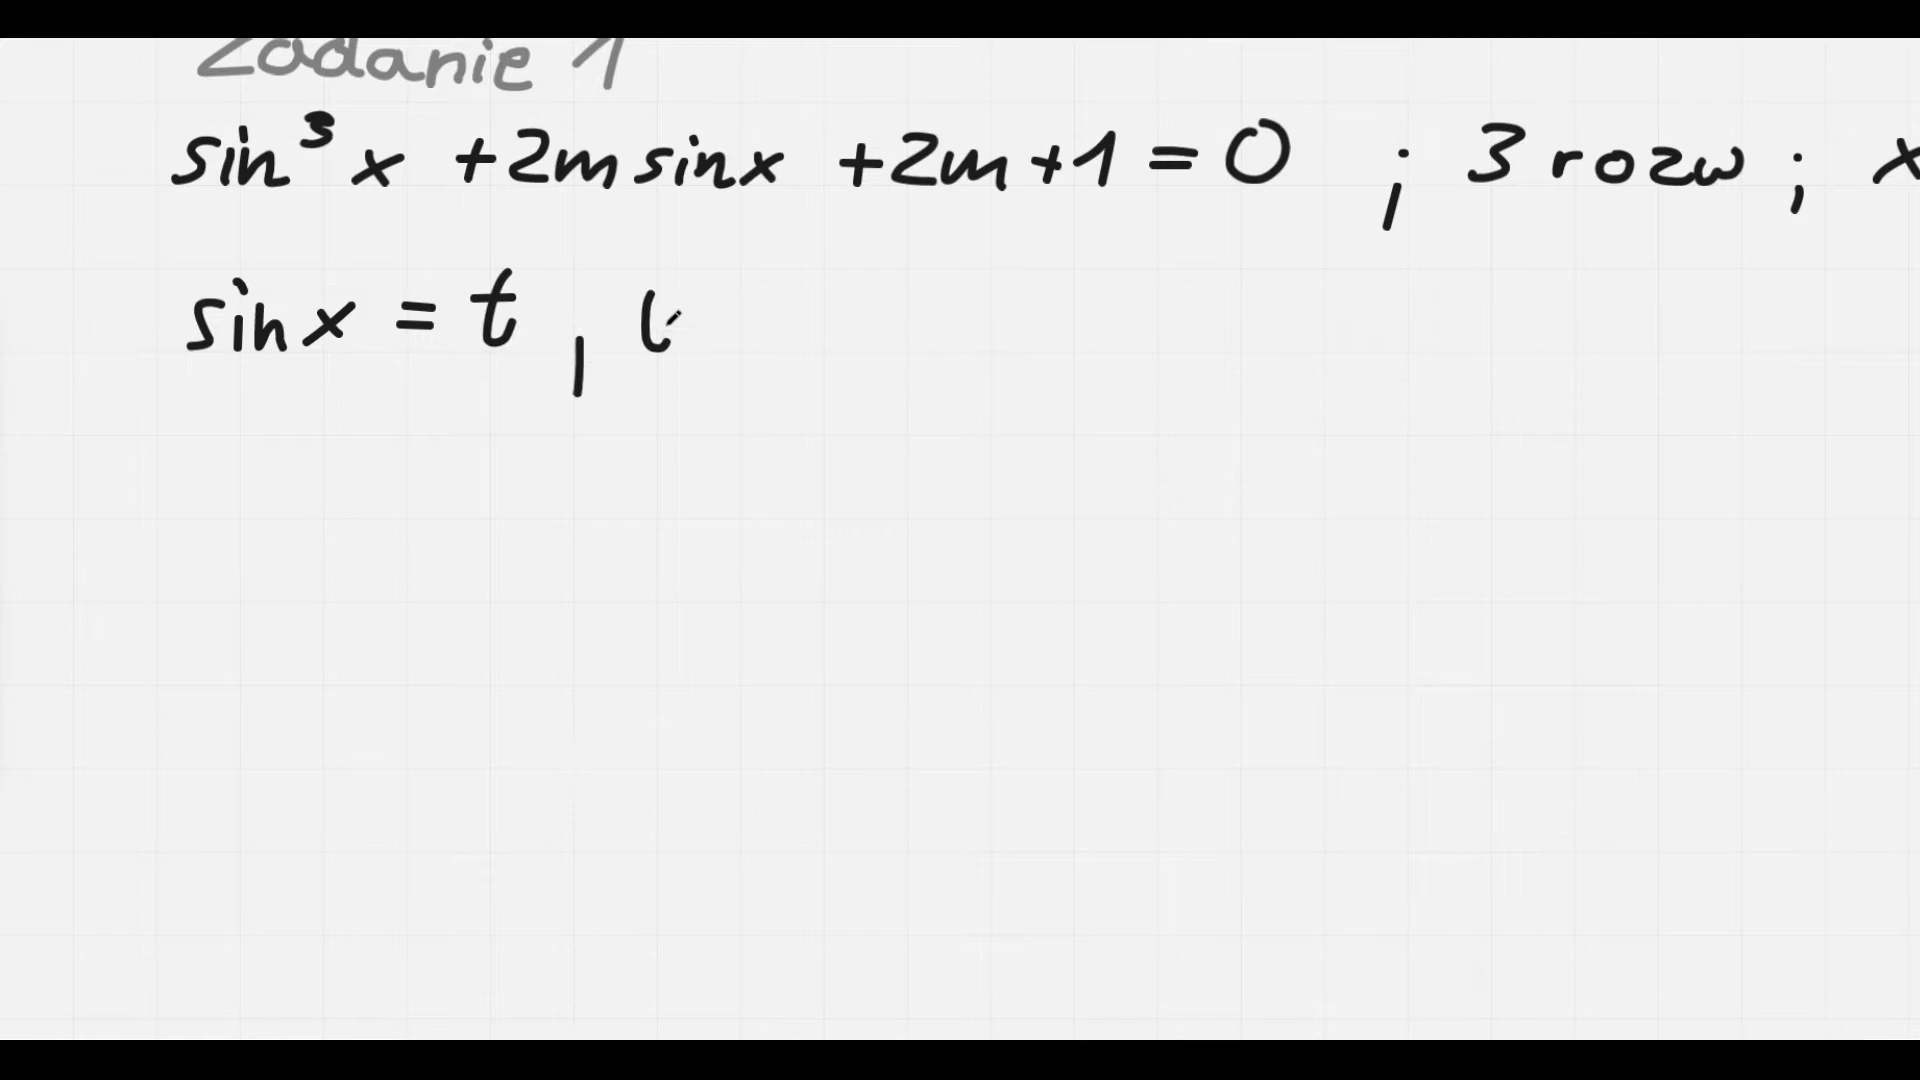 Zadanie 1
sin³x + 2m sinx + 2m + 1 = 0 ; 3 rozw ; x
sinx = t ,